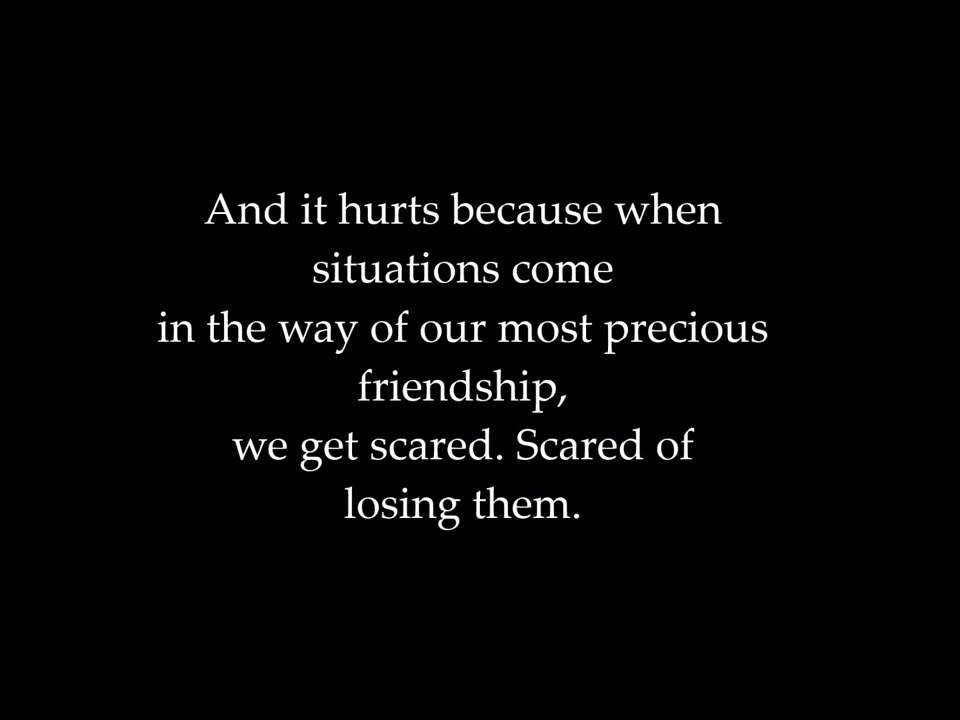 And it hurts because when
situations come
in the way of our most precious
friendship,
we get scared. Scared of
losing them.